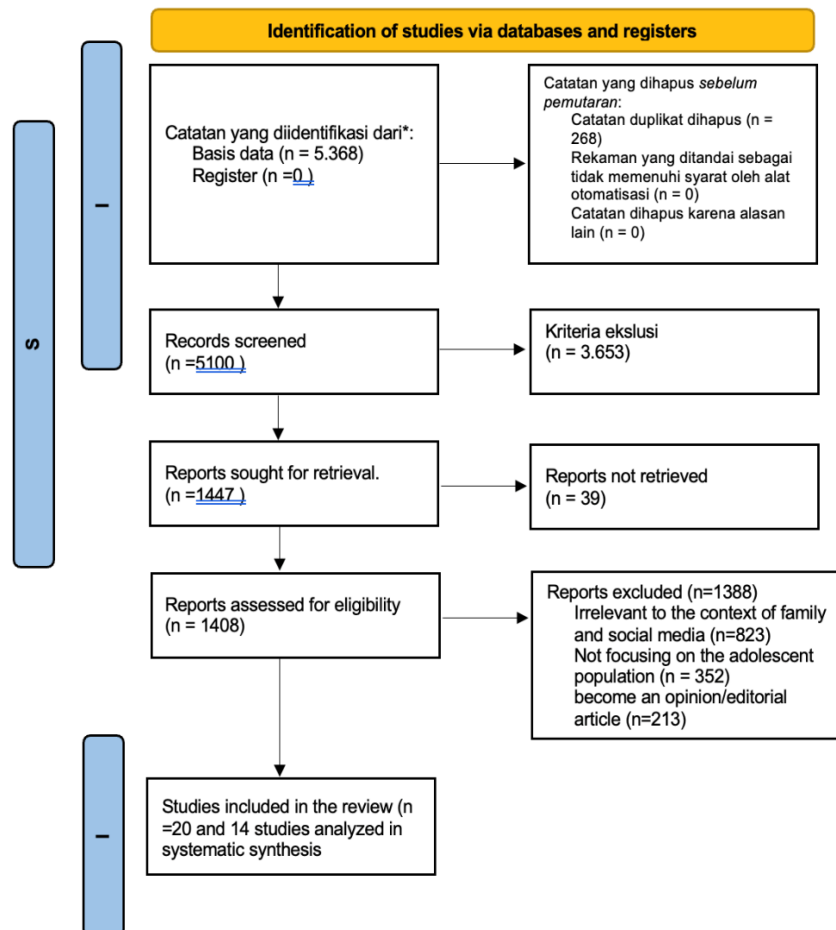 Identification of studies via databases and registers
I
S
Catatan yang diidentifikasi dari*:
Basis data (n = 5.368)
Register (n =0 )
Catatan yang dihapus sebelum
pemutaran:
Catatan duplikat dihapus (n =
268)
Rekaman yang ditandai sebagai
tidak memenuhi syarat oleh alat
otomatisasi (n = 0)
Catatan dihapus karena alasan
lain (n = 0)
Records screened
(n =5100 )
Kriteria ekslusi
(n = 3.653)
Reports sought for retrieval.
(n =1447 )
Reports not retrieved
(n = 39)
Reports assessed for eligibility
(n = 1408)
Reports excluded (n=1388)
Irrelevant to the context of family
and social media (n=823)
Not focusing on the adolescent
population (n = 352)
become an opinion/editorial
article (n=213)
I
Studies included in the review (n
=20 and 14 studies analyzed in
systematic synthesis